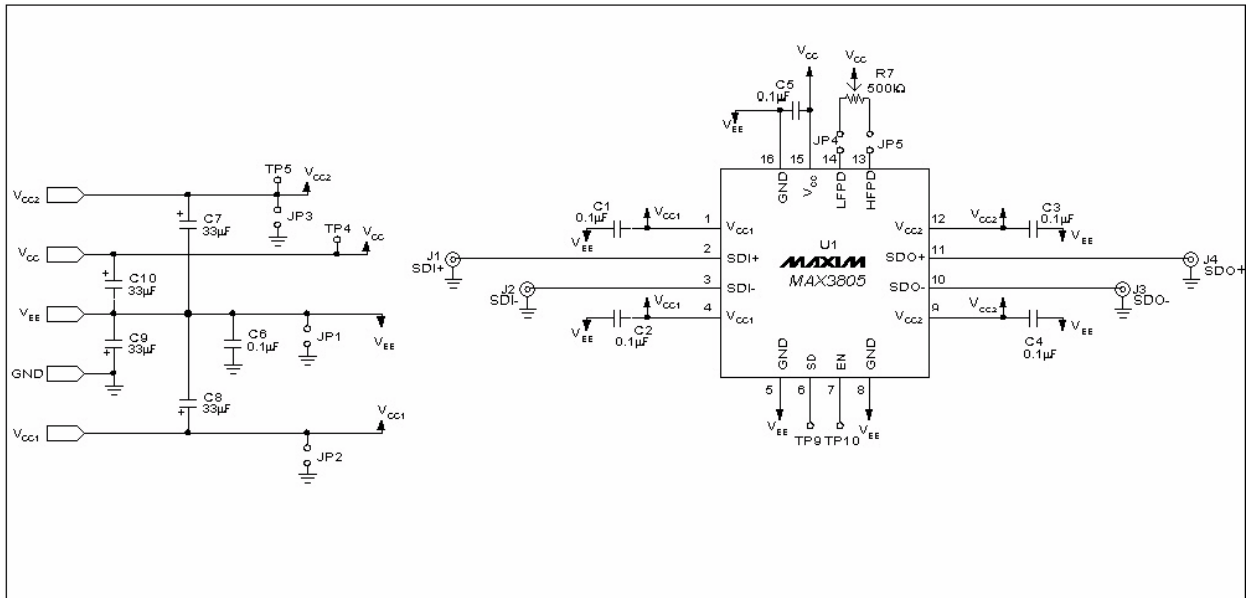 VCC2
TP5
VCC2
C7
33µF
JP3
TP4
VCC
VCC
C10
33µF
VEE
C9
33µF
C6
0.1µF
JP1
VEE
GND
C8
33µF
VCC1
VCC1
JP2
VCC
VCC
R7
500kΩ
C5
0.1µF
VEE
JP4
JP5
16
15
14
13
GND
VCC
LFPD
HFPD
C1
0.1µF
VEE
VCC1
1
VCC1
J1
SDI+
2
SDI+
J2
SDI-
3
SDI-
VCC1
VEE
C2
0.1µF
4
VCC1
U1
MAXIM
MAX3805
VCC2
12
VCC2
C3
0.1µF
VEE
SDO+
11
J4
SDO+
SDO-
10
J3
SDO-
VCC2
9
VCC2
C4
0.1µF
VEE
GND
SD
EN
GND
5
6
7
8
VEE
TP9
TP10
VEE